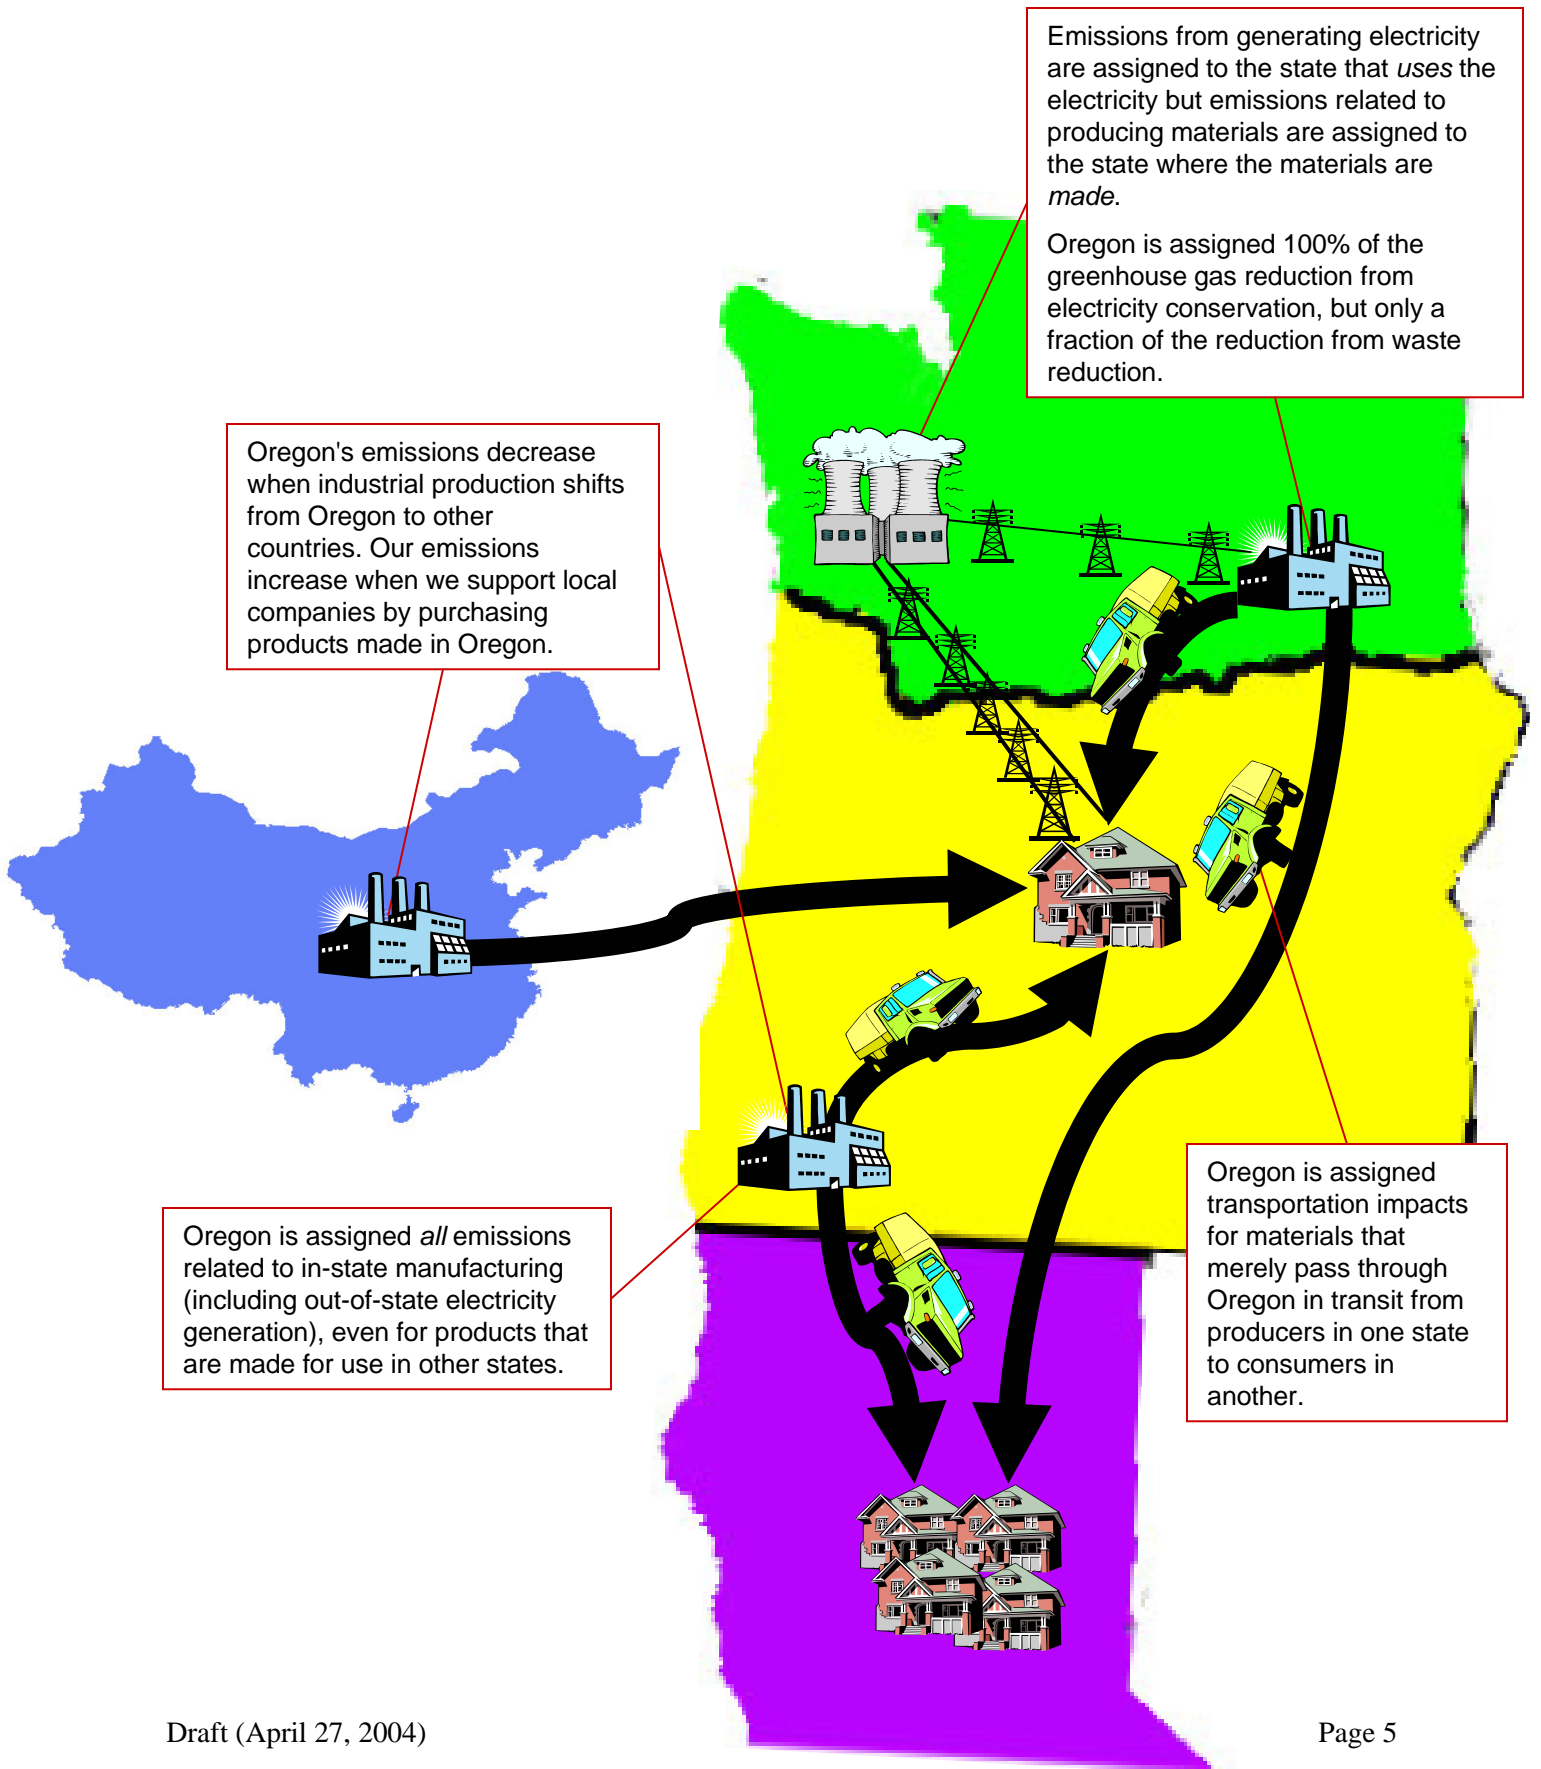 Emissions from generating electricity
are assigned to the state that uses the
electricity but emissions related to
producing materials are assigned to
the state where the materials are
made.
Oregon is assigned 100% of the
greenhouse gas reduction from
electricity conservation, but only a
fraction of the reduction from waste
reduction.
Oregon's emissions decrease
when industrial production shifts
from Oregon to other
countries. Our emissions
increase when we support local
companies by purchasing
products made in Oregon.
Oregon is assigned
transportation impacts
for materials that
merely pass through
Oregon in transit from
producers in one state
to consumers in
another.
Oregon is assigned all emissions
related to in-state manufacturing
(including out-of-state electricity
generation), even for products that
are made for use in other states.
Draft (April 27, 2004)
Page 5